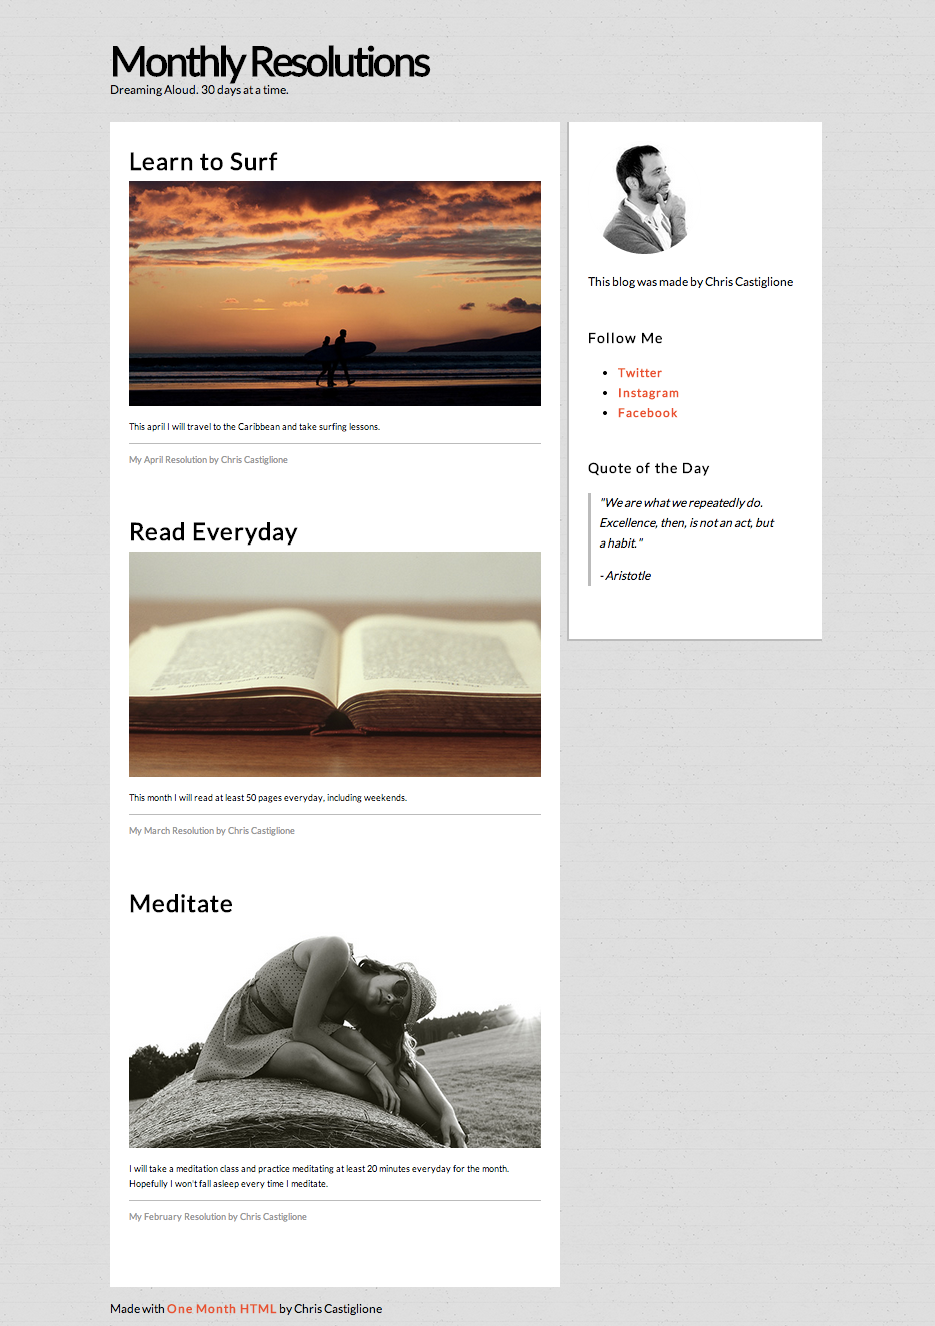 Monthly Resolutions
Dreaming Aloud. 30 days at a time.
Learn to Surf
This april I will travel to the Caribbean and take surfing lessons.
My April Resolution by Chris Castiglione
Read Everyday
This month I will read at least 50 pages everyday, including weekends.
My March Resolution by Chris Castiglione
Meditate
I will take a meditation class and practice meditating at least 20 minutes everyday for the month.
Hopefully I won't fall asleep every time I meditate.
My February Resolution by Chris Castiglione
This blog was made by Chris Castiglione
Follow Me
• Twitter
• Instagram
• Facebook
Quote of the Day
"We are what we repeatedly do.
Excellence, then, is not an act, but
a habit."
- Aristotle
Made with One Month HTML by Chris Castiglione